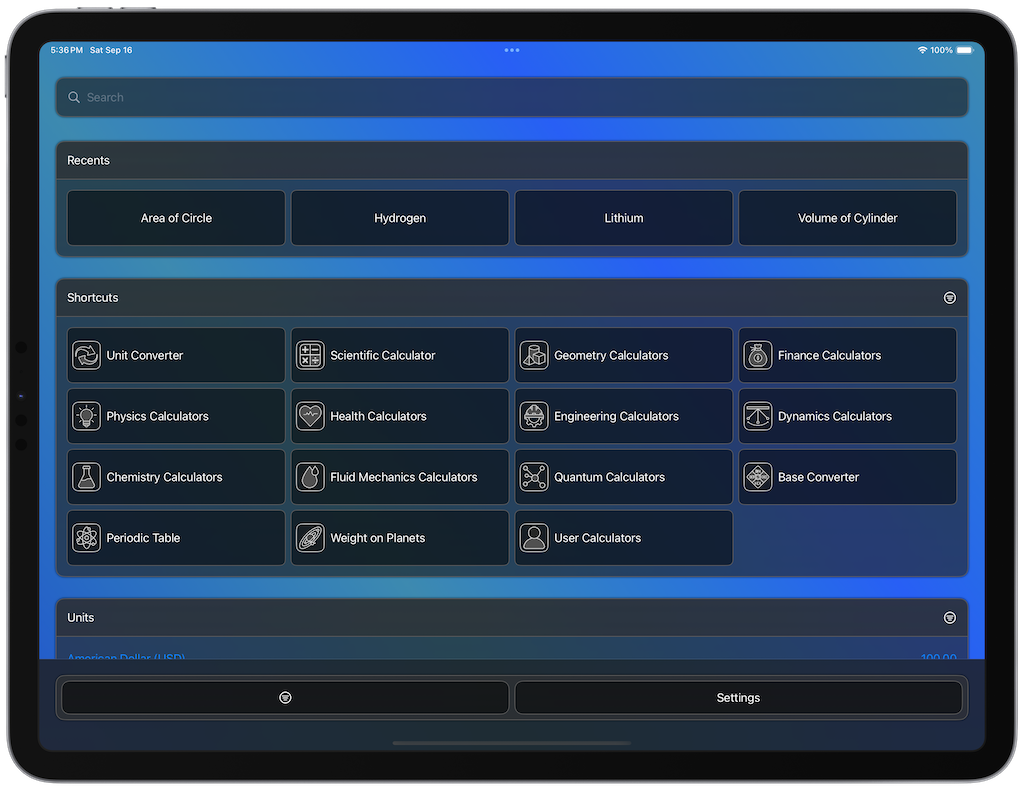 5:36 PM Sat Sep 16 100%
Search
Recents
Area of Circle Hydrogen Lithium Volume of Cylinder
Shortcuts
Unit Converter Scientific Calculator Geometry Calculators Finance Calculators
Physics Calculators Health Calculators Engineering Calculators Dynamics Calculators
Chemistry Calculators Fluid Mechanics Calculators Quantum Calculators Base Converter
Periodic Table Weight on Planets User Calculators
Units
American Dollar (USD) 100.00
Settings